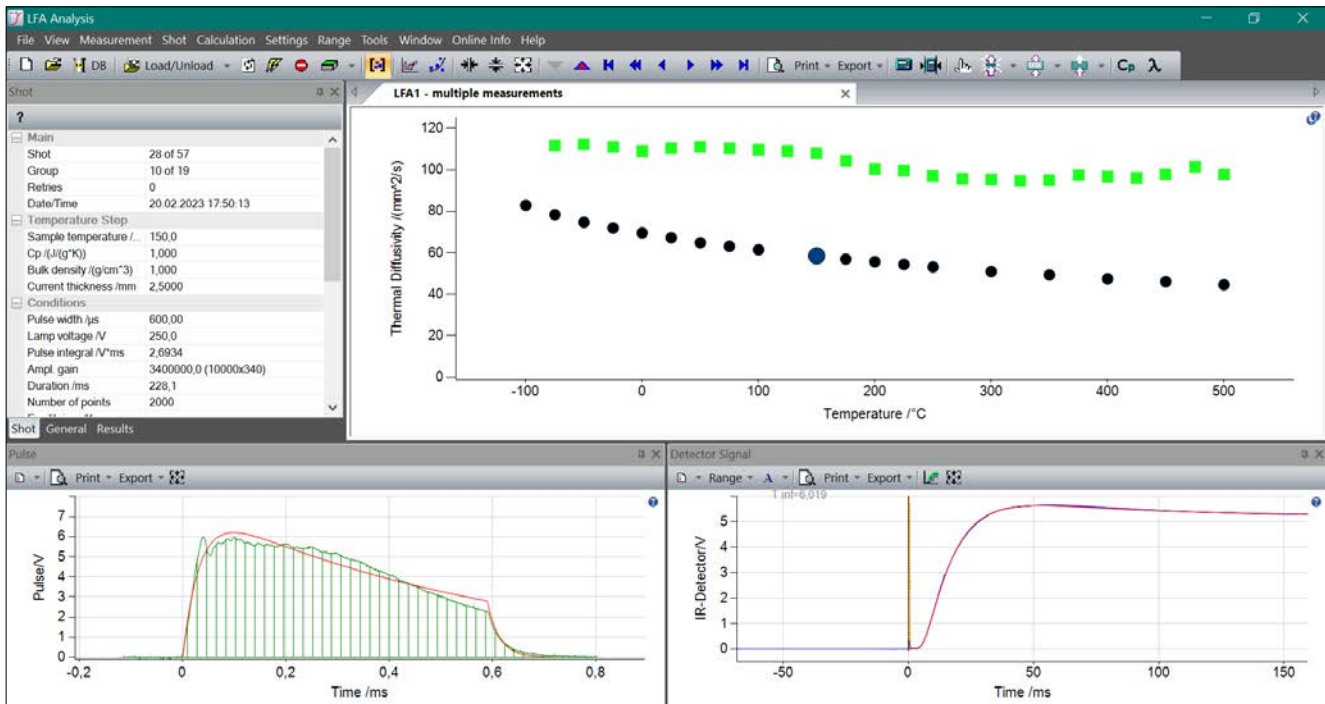 LFA Analysis
File View Measurement Shot Calculation Settings Range Tools Window Online Info Help
DB Load/Unload Print Export Cp λ
Shot
LFA1 - multiple measurements
?
Main
Shot 28 of 57
Group 10 of 19
Retries 0
Date/Time 20.02.2023 17:50:13
Temperature Step
Sample temperature /... 150,0
Cp /(J/(g*K)) 1,000
Bulk density /(g/cm^3) 1,000
Current thickness /mm 2,5000
Conditions
Pulse width /µs 600,00
Lamp voltage /V 250,0
Pulse integral /V*ms 2,6934
Ampl. gain 3400000,0 (10000x340)
Duration /ms 228,1
Number of points 2000
Shot General Results
Thermal Diffusivity /(mm^2/s)
120
100
80
60
40
20
0
-100 0 100 200 300 400 500
Temperature /°C
Pulse
Print Export
Pulse/V
7
6
5
4
3
2
1
0
-0,2 0 0,2 0,4 0,6 0,8
Time /ms
Detector Signal
Range A Print Export
T inf=6,019
IR-Detector/V
5
4
3
2
1
0
-50 0 50 100 150
Time /ms